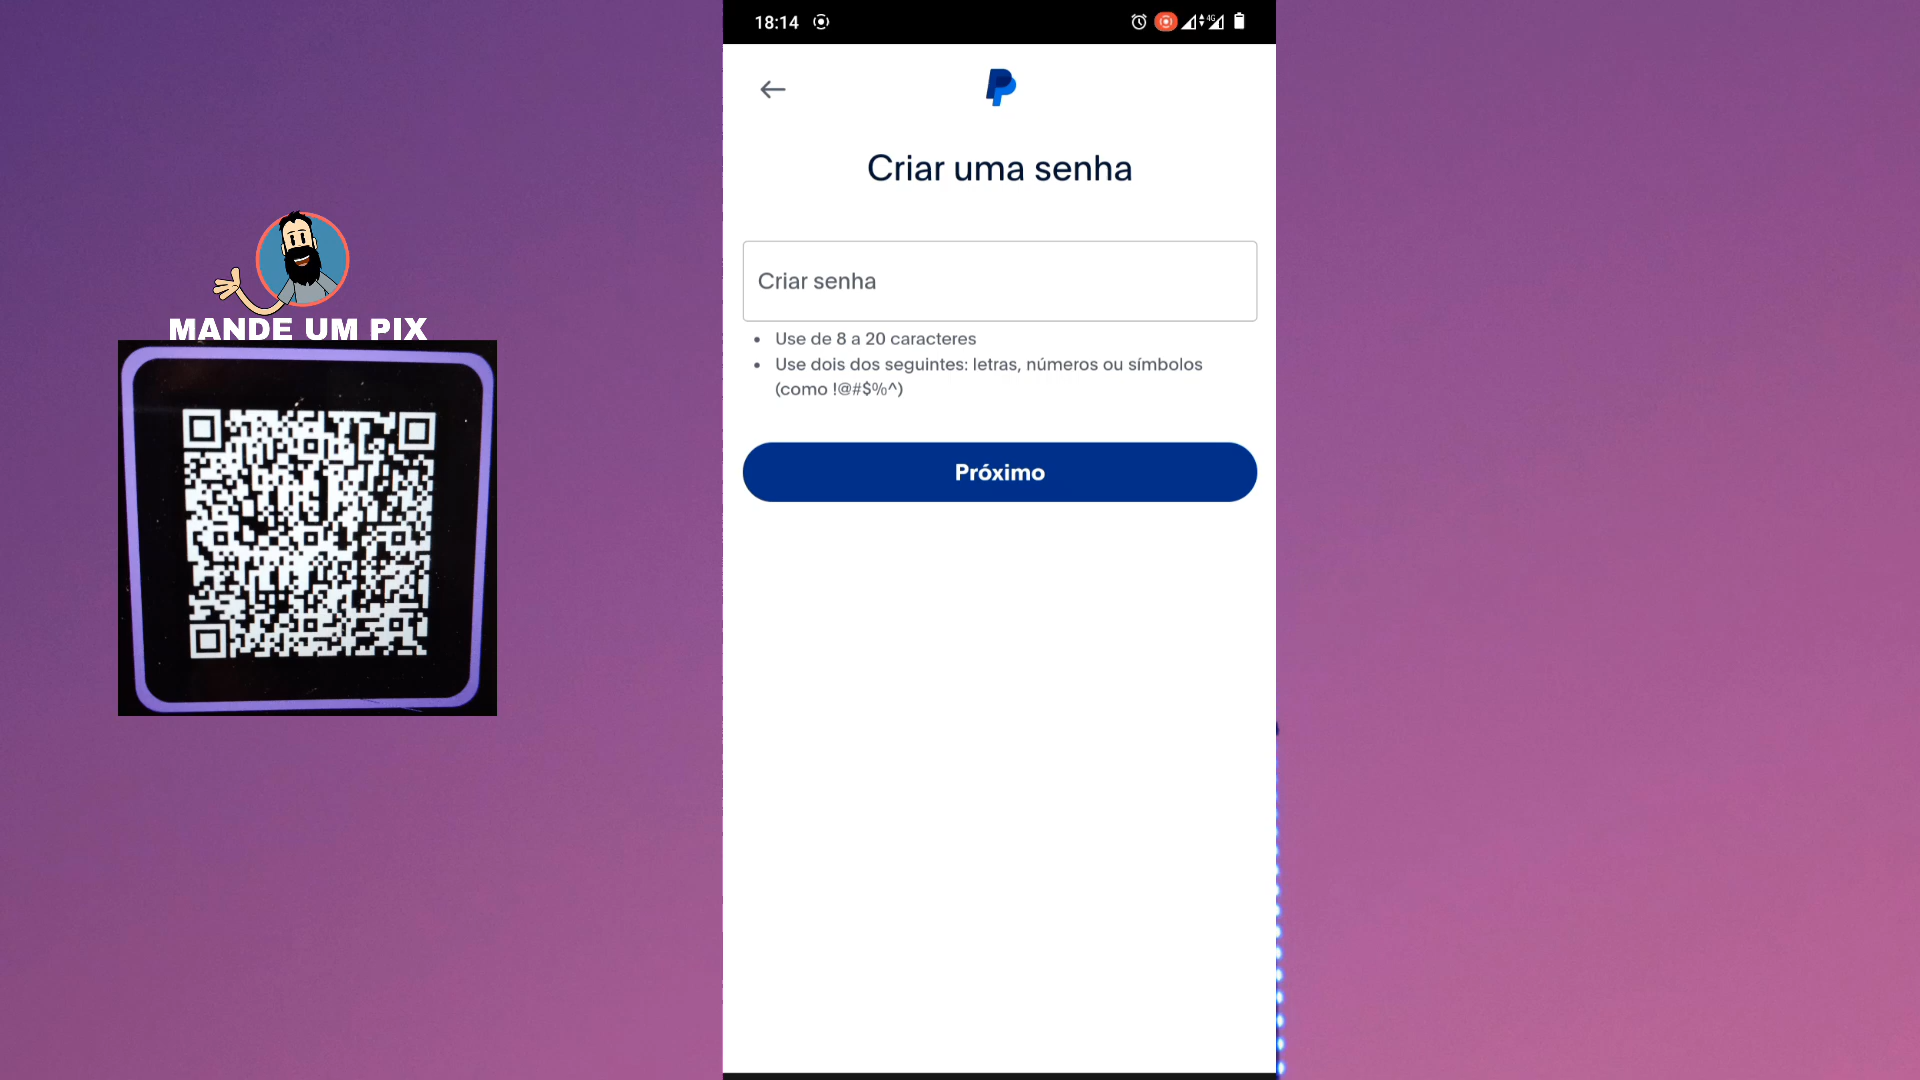 18:14
4G
Criar uma senha
Criar senha
• Use de 8 a 20 caracteres
• Use dois dos seguintes: letras, números ou símbolos
(como !@#$%^)
Próximo
MANDE UM PIX